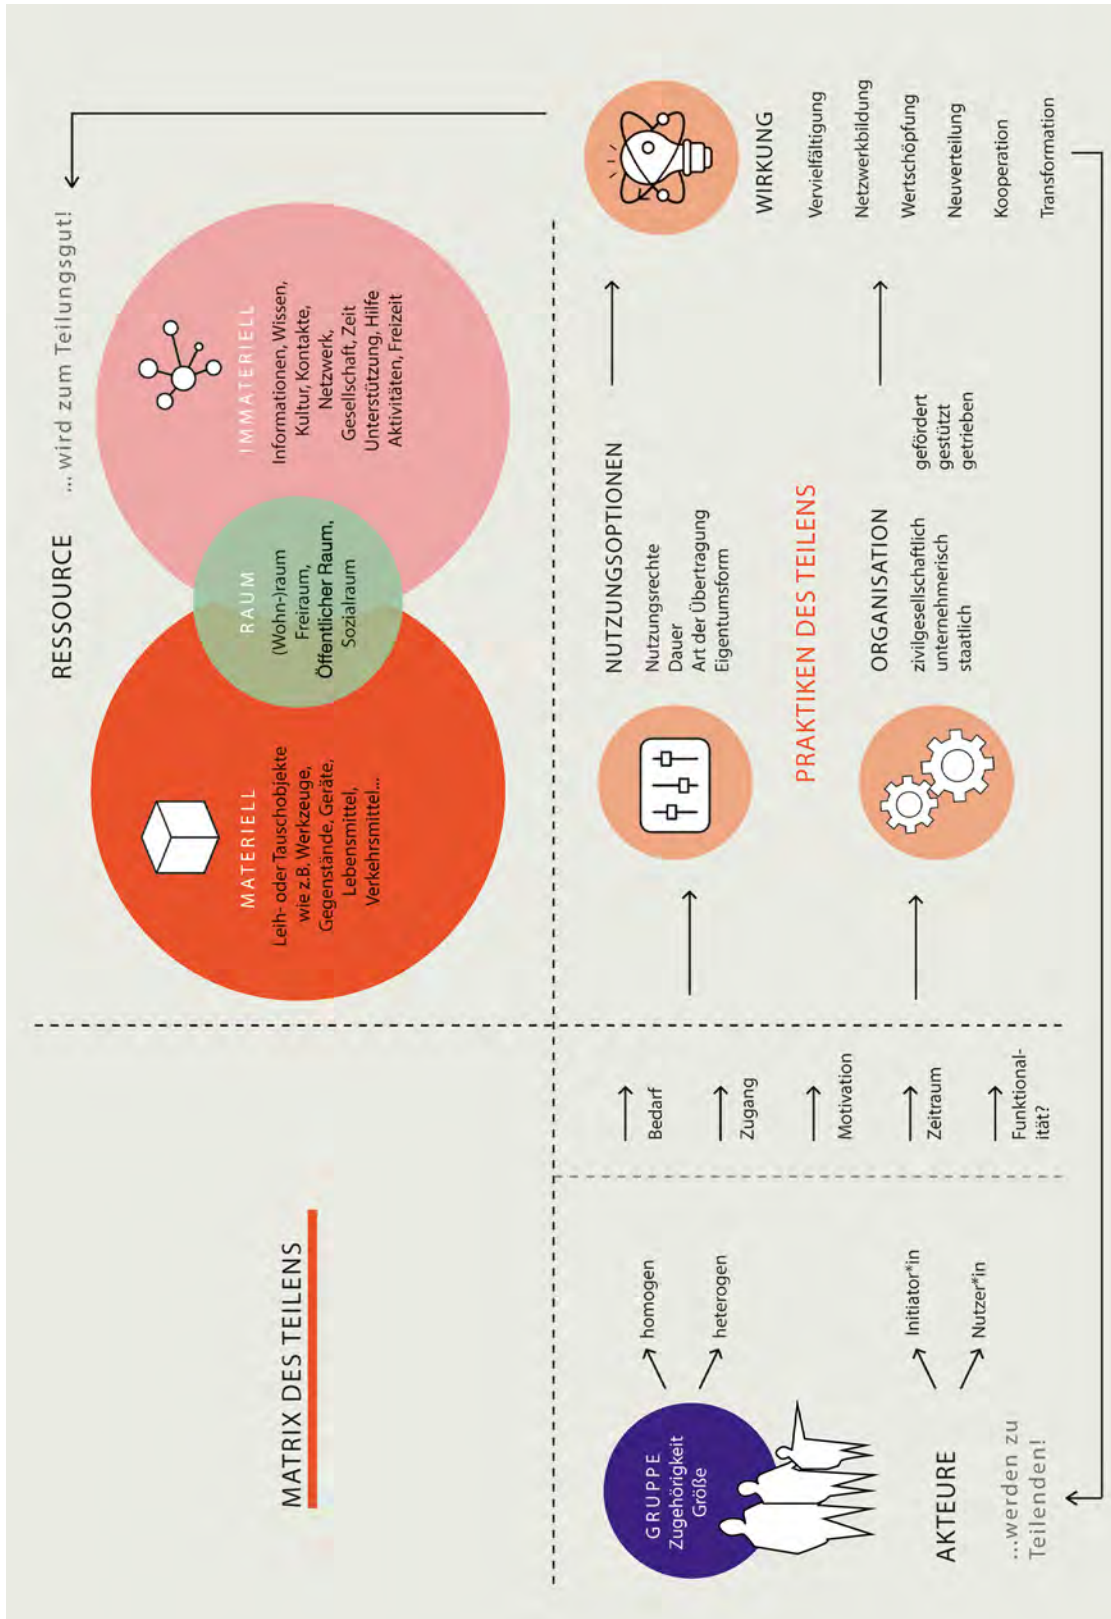 MATRIX DES TEILENS
RESSOURCE
... wird zum Teilungsgut!
MATERIELL
Leih- oder Tauschobjekte
wie z.B. Werkzeuge,
Gegenstände, Geräte,
Lebensmittel,
Verkehrsmittel...
RAUM
(Wohn-)raum
Freiraum,
Öffentlicher Raum,
Sozialraum
IMMATERIELL
Informationen, Wissen,
Kultur, Kontakte,
Netzwerk,
Gesellschaft, Zeit
Unterstützung, Hilfe
Aktivitäten, Freizeit
GRUPPE
Zugehörigkeit
Größe
homogen
heterogen
AKTEURE
Initiator*in
Nutzer*in
...werden zu
Teilenden!
Bedarf
Zugang
Motivation
Zeitraum
Funktional-
ität?
NUTZUNGSOPTIONEN
Nutzungsrechte
Dauer
Art der Übertragung
Eigentumsform
PRAKTIKEN DES TEILENS
ORGANISATION
zivilgesellschaftlich
unternehmerisch
staatlich
gefördert
gestützt
getrieben
WIRKUNG
Vervielfältigung
Netzwerkbildung
Wertschöpfung
Neuverteilung
Kooperation
Transformation